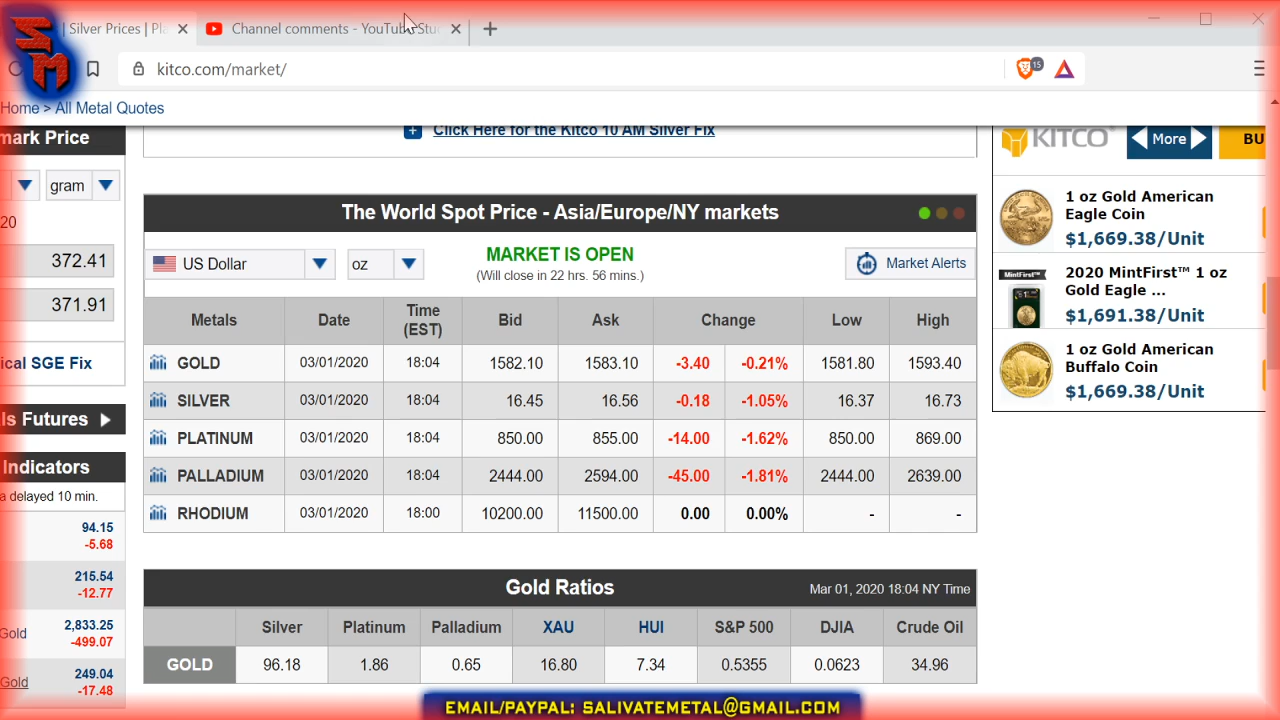 SM
| Silver Prices | Pla
Channel comments - YouTube Stu
kitco.com/market/
15
Home > All Metal Quotes
mark Price
gram
20
372.41
371.91
ical SGE Fix
ls Futures
Indicators
a delayed 10 min.
94.15
-5.68
215.54
-12.77
Gold 2,833.25
-499.07
Gold 249.04
-17.48
Click Here for the Kitco 10 AM Silver Fix
The World Spot Price - Asia/Europe/NY markets
US Dollar oz
MARKET IS OPEN
(Will close in 22 hrs. 56 mins.)
Market Alerts
Metals Date Time (EST) Bid Ask Change Low High
GOLD 03/01/2020 18:04 1582.10 1583.10 -3.40 -0.21% 1581.80 1593.40
SILVER 03/01/2020 18:04 16.45 16.56 -0.18 -1.05% 16.37 16.73
PLATINUM 03/01/2020 18:04 850.00 855.00 -14.00 -1.62% 850.00 869.00
PALLADIUM 03/01/2020 18:04 2444.00 2594.00 -45.00 -1.81% 2444.00 2639.00
RHODIUM 03/01/2020 18:00 10200.00 11500.00 0.00 0.00% - -
Gold Ratios Mar 01, 2020 18:04 NY Time
Silver Platinum Palladium XAU HUI S&P 500 DJIA Crude Oil
GOLD 96.18 1.86 0.65 16.80 7.34 0.5355 0.0623 34.96
KITCO
More
BU
1 oz Gold American
Eagle Coin
$1,669.38/Unit
MintFirst™
2020 MintFirst™ 1 oz
Gold Eagle ...
$1,691.38/Unit
1 oz Gold American
Buffalo Coin
$1,669.38/Unit
EMAIL/PAYPAL: SALIVATEMETAL@GMAIL.COM